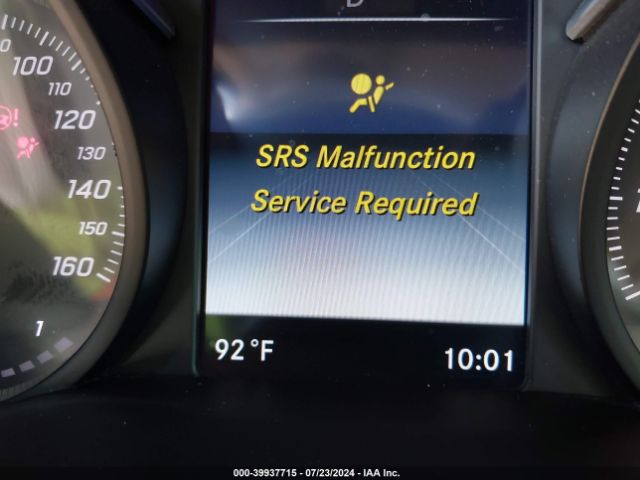 D
100
110
120
130
140
150
160
1
SRS Malfunction
Service Required
92°F
10:01
000-39937715 - 07/23/2024 - IAA Inc.